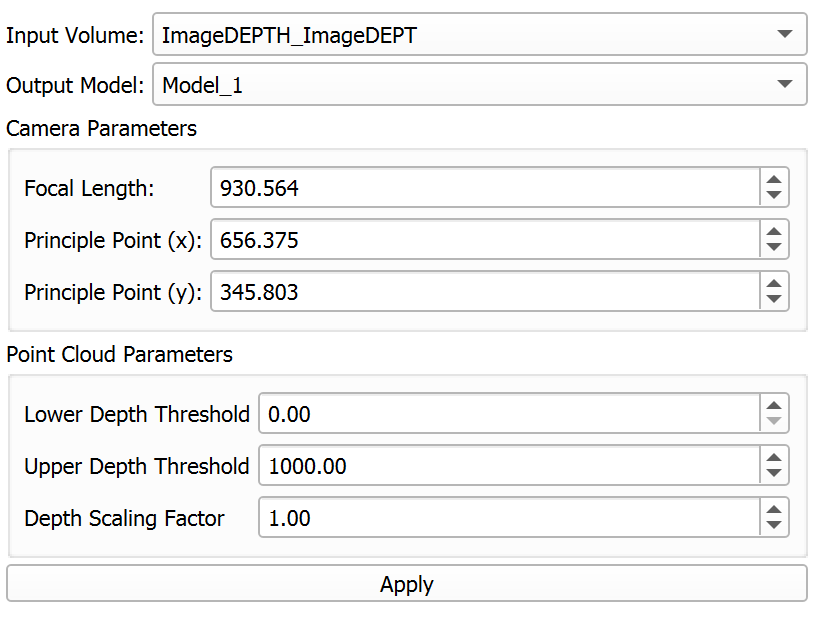 Input Volume: ImageDEPTH_ImageDEPT
Output Model: Model_1
Camera Parameters
Focal Length: 930.564
Principle Point (x): 656.375
Principle Point (y): 345.803
Point Cloud Parameters
Lower Depth Threshold 0.00
Upper Depth Threshold 1000.00
Depth Scaling Factor 1.00
Apply